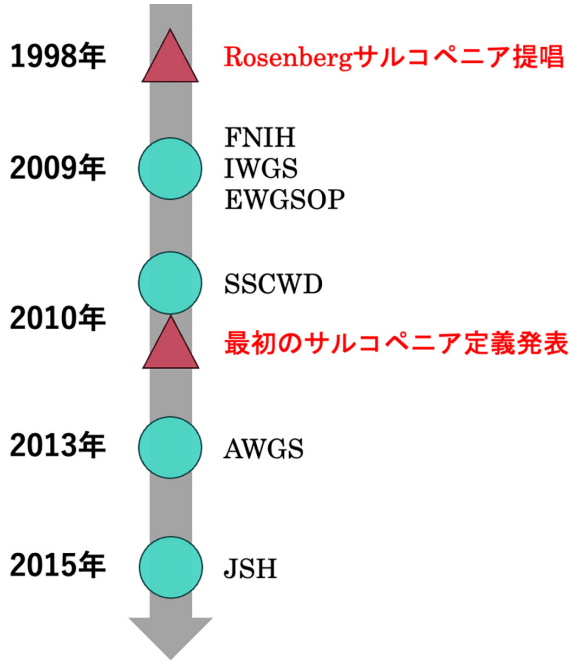 1998年 Rosenbergサルコペニア提唱
2009年
FNIH
IWGS
EWGSOP
2010年
SSCWD
最初のサルコペニア定義発表
2013年 AWGS
2015年 JSH